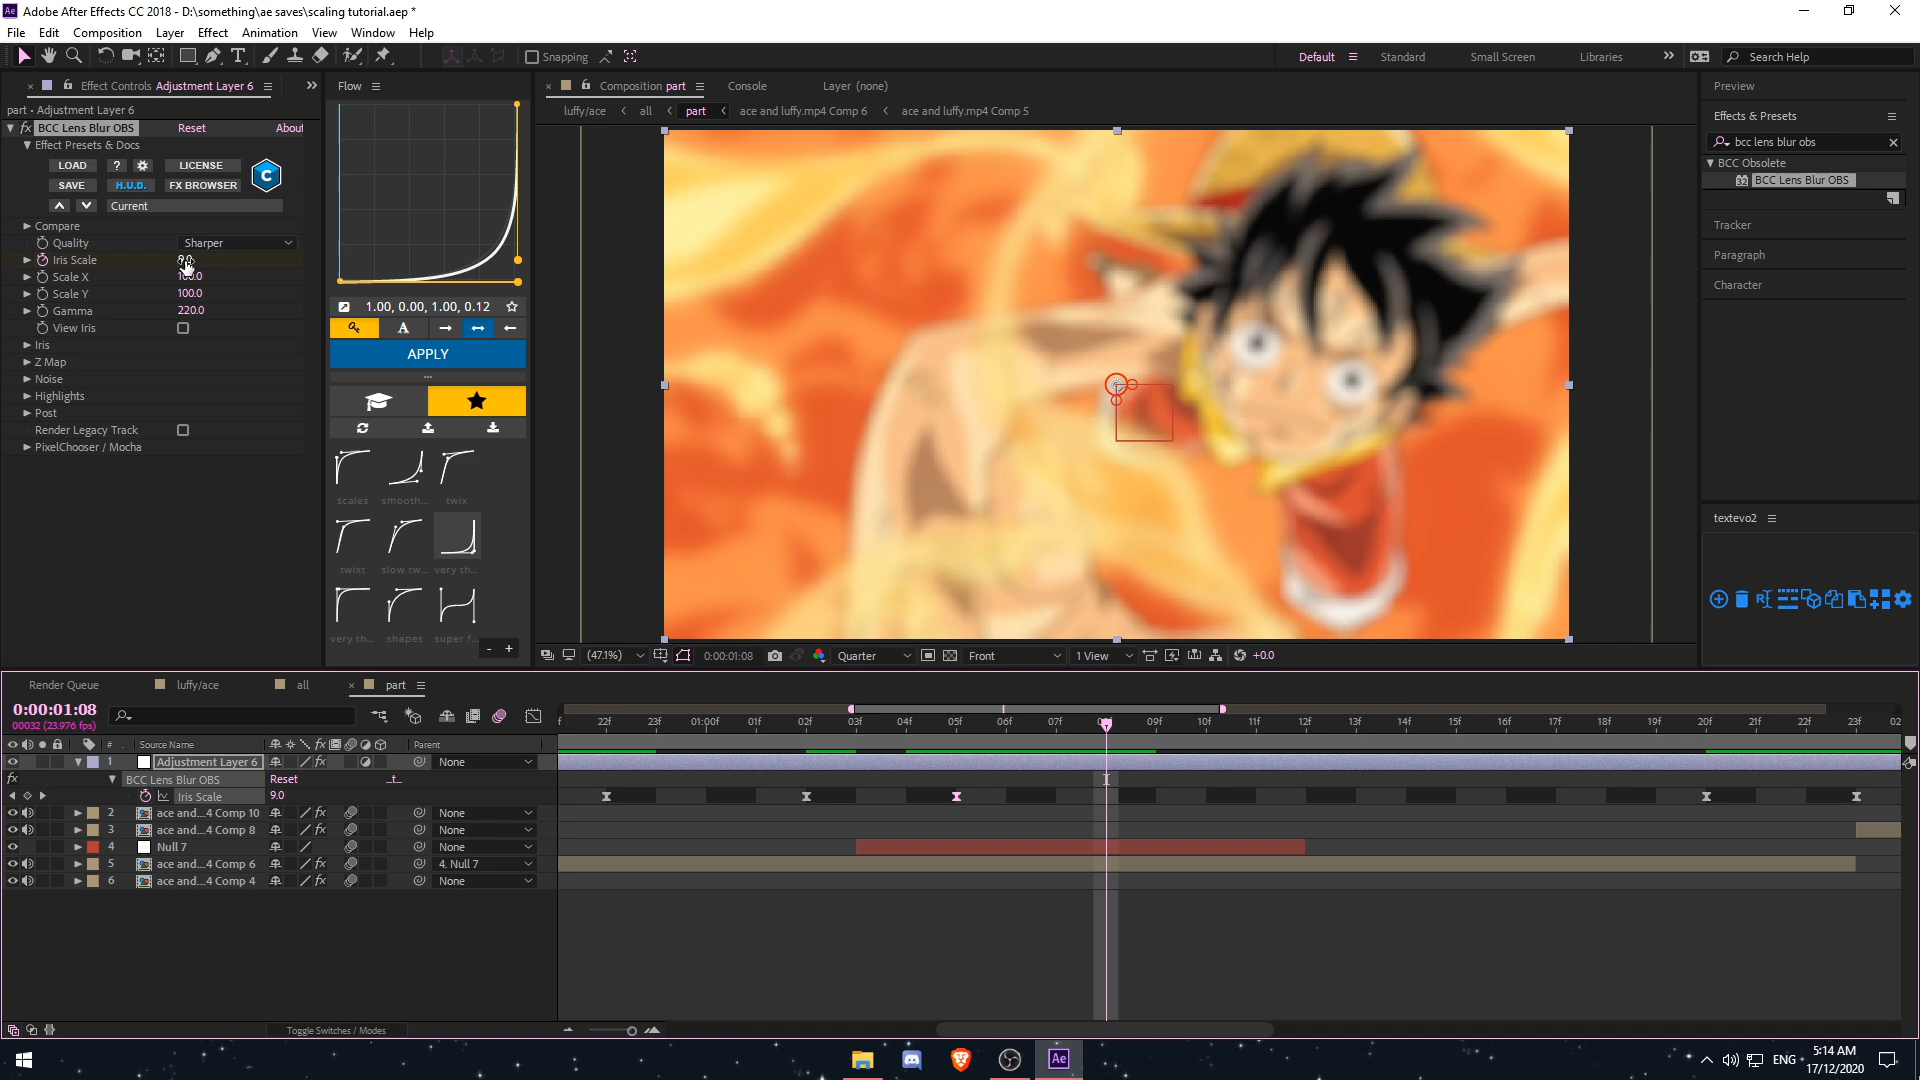 Adobe After Effects CC 2018 - D:\something\ae saves\scaling tutorial.aep *
File Edit Composition Layer Effect Animation View Window Help
Snapping
Default Standard Small Screen Libraries Search Help
Effect Controls Adjustment Layer 6
part • Adjustment Layer 6
fx BCC Lens Blur OBS Reset About
Effect Presets & Docs
LOAD ? LICENSE
SAVE H.U.D. FX BROWSER
Current
Compare
Quality Sharper
Iris Scale
Scale X 100.0
Scale Y 100.0
Gamma 220.0
View Iris
Iris
Z Map
Noise
Highlights
Post
Render Legacy Track
PixelChooser / Mocha
Flow
1.00, 0.00, 1.00, 0.12
A
APPLY
scales smooth... twix
twixt slow tw... very th...
very th... shapes super f...
- +
Composition part Console Layer (none)
luffy/ace all part ace and luffy.mp4 Comp 6 ace and luffy.mp4 Comp 5
(47.1%) 0:00:01:08 Quarter Front 1 View +0.0
Preview
Effects & Presets
bcc lens blur obs
BCC Obsolete
32 BCC Lens Blur OBS
Tracker
Paragraph
Character
textevo2
Render Queue luffy/ace all part
0:00:01:08
00032 (23.976 fps)
f 22f 23f 01:00f 01f 02f 03f 04f 05f 06f 07f 09f 10f 11f 12f 13f 14f 15f 16f 17f 18f 19f 20f 21f 22f 23f 02
# Source Name Parent
1 Adjustment Layer 6 None
fx BCC Lens Blur OBS Reset ...t...
Iris Scale 9.0
2 ace and...4 Comp 10 None
3 ace and...4 Comp 8 None
4 Null 7 None
5 ace and...4 Comp 6 4. Null 7
6 ace and...4 Comp 4 None
Toggle Switches / Modes
Ae ENG 5:14 AM
17/12/2020